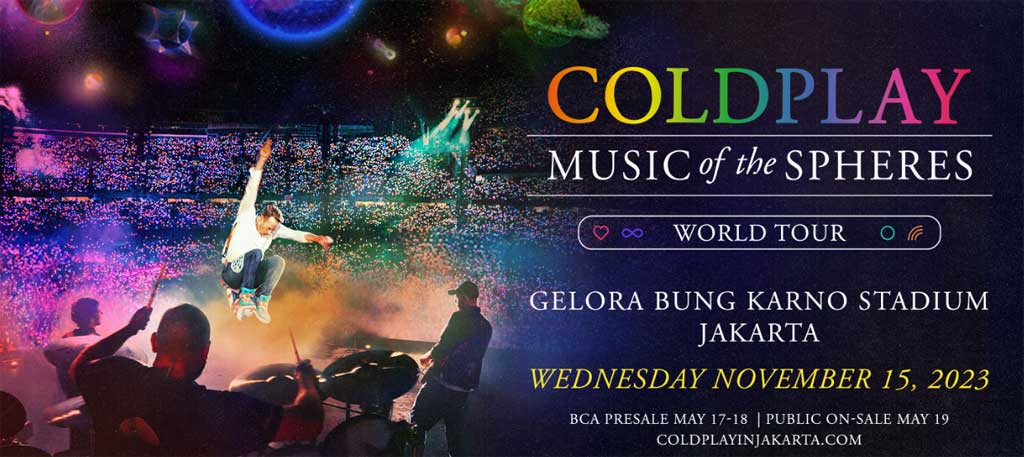 COLDPLAY
MUSIC of the SPHERES
WORLD TOUR
GELORA BUNG KARNO STADIUM
JAKARTA
WEDNESDAY NOVEMBER 15, 2023
BCA PRESALE MAY 17-18 | PUBLIC ON-SALE MAY 19
COLDPLAYINJAKARTA.COM